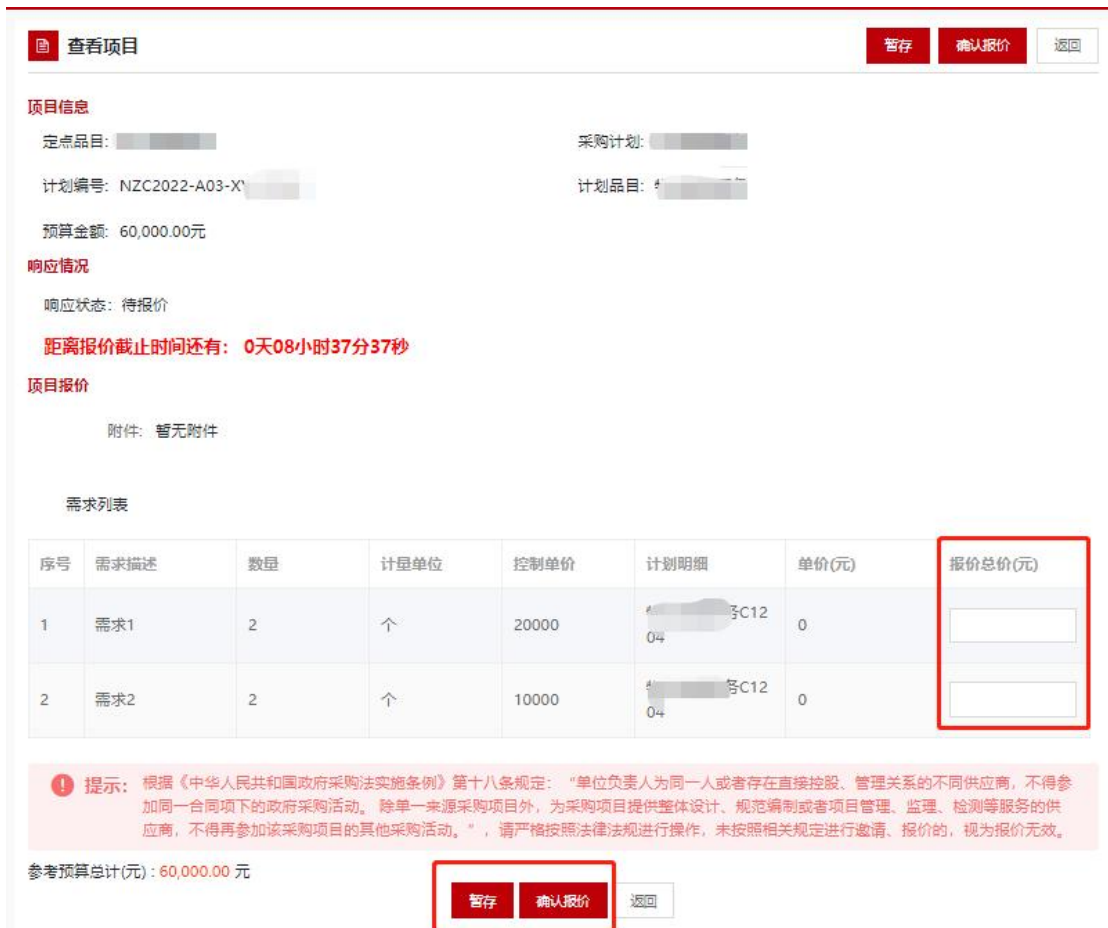 查看项目
暂存 确认报价 返回
项目信息
定点品目: 采购计划:
计划编号: NZC2022-A03-X 计划品目:
预算金额: 60,000.00元
响应情况
响应状态: 待报价
距离报价截止时间还有: 0天08小时37分37秒
项目报价
附件: 暂无附件
需求列表
序号 需求描述 数量 计量单位 控制单价 计划明细 单价(元) 报价总价(元)
1 需求1 2 个 20000 务C12 0
04
2 需求2 2 个 10000 务C12 0
04
提示: 根据《中华人民共和国政府采购法实施条例》第十八条规定: “单位负责人为同一人或者存在直接控股、管理关系的不同供应商,不得参
加同一合同项下的政府采购活动。 除单一来源采购项目外,为采购项目提供整体设计、规范编制或者项目管理、监理、检测等服务的供
应商,不得再参加该采购项目的其他采购活动。”,请严格按照法律法规进行操作,未按照相关规定进行邀请、报价的,视为报价无效。
参考预算总计(元) : 60,000.00 元
暂存 确认报价 返回